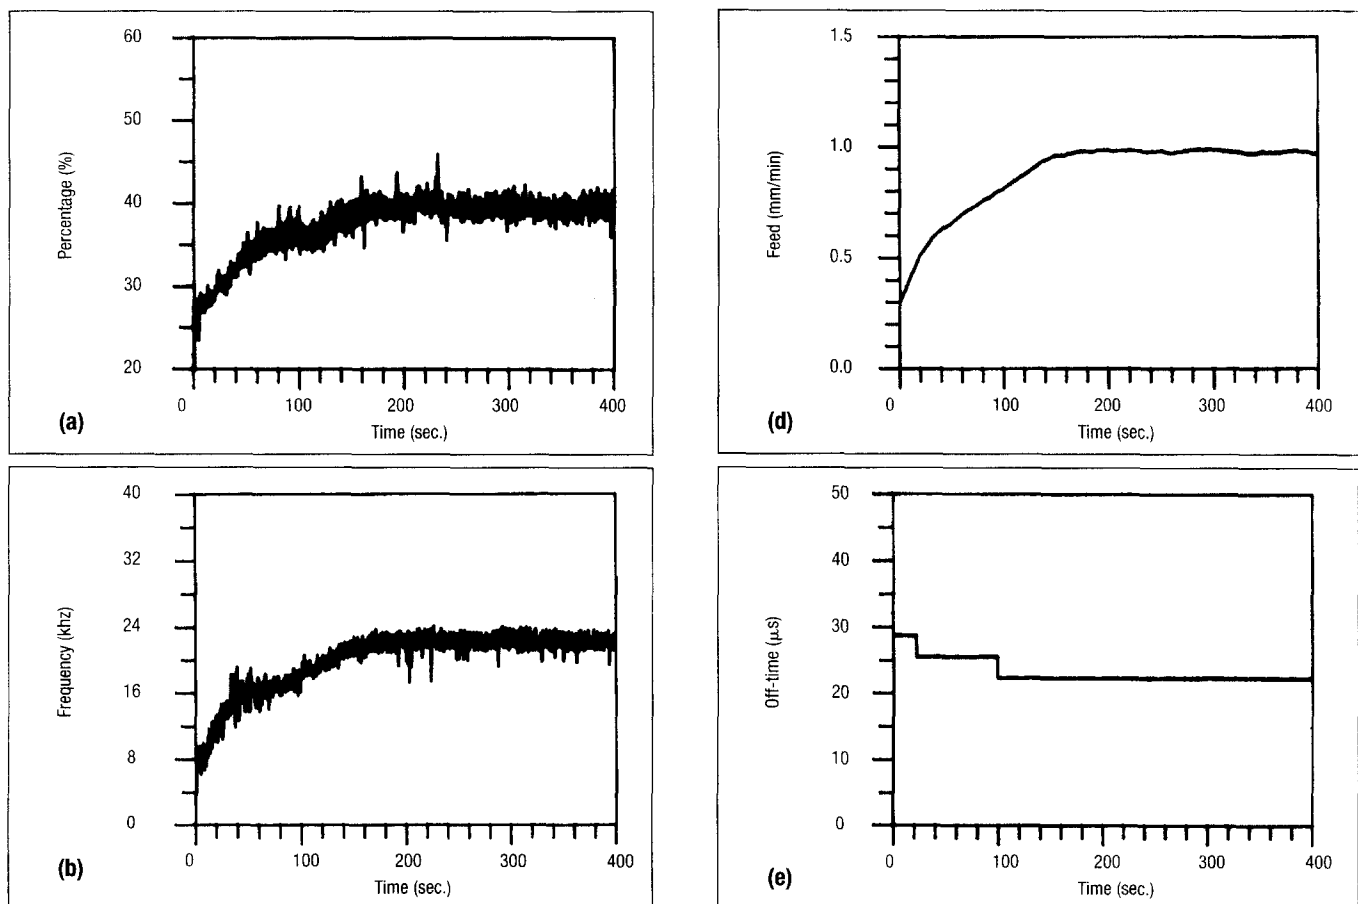 60
50
40
30
20
Percentage (%)
0 100 200 300 400
Time (sec.)
(a)
1.5
1.0
0.5
0.0
Feed (mm/min)
0 100 200 300 400
Time (sec.)
(d)
40
32
24
16
8
0
Frequency (khz)
0 100 200 300 400
Time (sec.)
(b)
50
40
30
20
10
0
Off-time (μs)
0 100 200 300 400
Time (sec.)
(e)